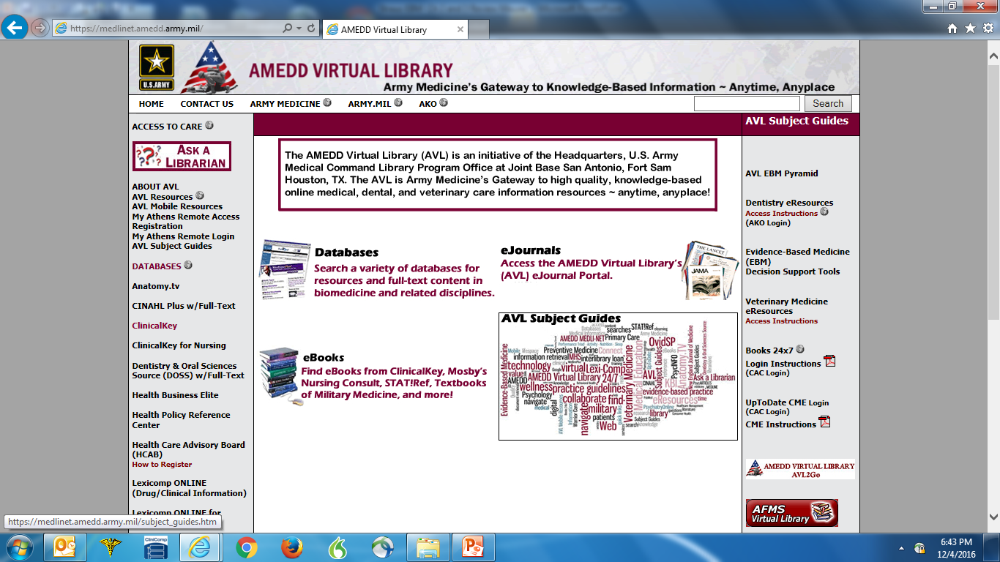 https://medlinet.amedd.army.mil/
AMEDD Virtual Library
U.S.ARMY
AMEDD VIRTUAL LIBRARY
Army Medicine's Gateway to Knowledge-Based Information ~ Anytime, Anyplace
HOME CONTACT US ARMY MEDICINE ARMY.MIL AKO Search
ACCESS TO CARE
ASK A
LIBRARIAN
ABOUT AVL
AVL Resources
AVL Mobile Resources
My Athens Remote Access
Registration
My Athens Remote Login
AVL Subject Guides
DATABASES
Anatomy.tv
CINAHL Plus w/Full-Text
ClinicalKey
ClinicalKey for Nursing
Dentistry & Oral Sciences
Source (DOSS) w/Full-Text
Health Business Elite
Health Policy Reference
Center
Health Care Advisory Board
(HCAB)
How to Register
Lexicomp ONLINE
(Drug/Clinical Information)
Lexicomp ONLINE for
The AMEDD Virtual Library (AVL) is an initiative of the Headquarters, U.S. Army
Medical Command Library Program Office at Joint Base San Antonio, Fort Sam
Houston, TX. The AVL is Army Medicine's Gateway to high quality, knowledge-based
online medical, dental, and veterinary care information resources ~ anytime, anyplace!
Databases
Search a variety of databases for
resources and full-text content in
biomedicine and related disciplines.
eJournals
Access the AMEDD Virtual Library's
(AVL) eJournal Portal.
THE LANCET
JAMA
eBooks
Find eBooks from ClinicalKey, Mosby's
Nursing Consult, STAT!Ref, Textbooks
of Military Medicine, and more!
AVL Subject Guides
searches
STAT!Ref
AMEDD MEDLI-NET
Primary Care
OvidSP
Preventive Medicine
Connect
information retrieval
MHS
interlibrary loan
technology
Google
virtual
Lexi-Comp
value
AMEDD
AMEDD Virtual Library 24/7
AVL
Subject Guides
Anatomy.TV
Ask a Librarian
wellness
practice guidelines
KBI
evidence-based practice
Psychology
navigate
collaborate
find
eResources
military
digital
patients
library
Web
navigate
Veterinary Medicine
Medical Education
Evidence-Based Medicine
AVL Subject Guides
AVL EBM Pyramid
Dentistry eResources
Access Instructions
(AKO Login)
Evidence-Based Medicine
(EBM)
Decision Support Tools
Veterinary Medicine
eResources
Access Instructions
Books 24x7
Login Instructions
(CAC Login)
UpToDate CME Login
(CAC Login)
CME Instructions
AMEDD VIRTUAL LIBRARY
AVL2Go
AFMS
Virtual Library
https://medlinet.amedd.army.mil/subject_guides.htm
CliniComp
6:43 PM
12/4/2016